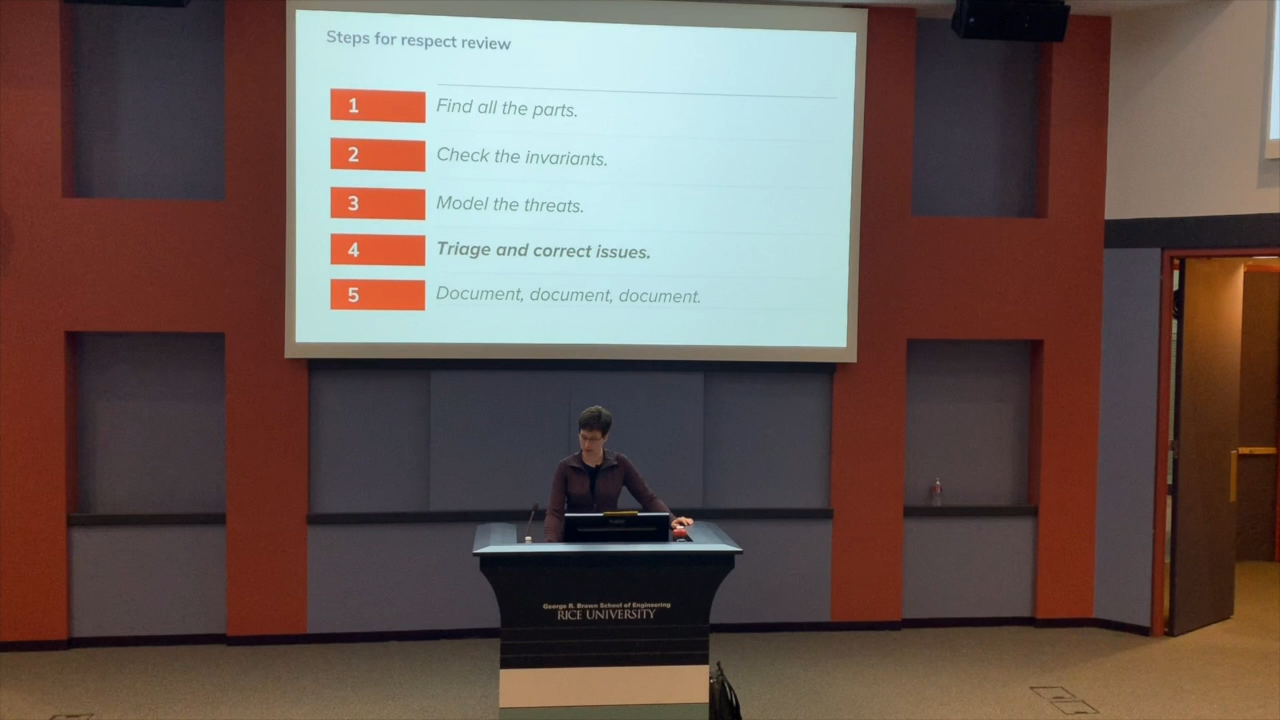 Steps for respect review
1 Find all the parts.
2 Check the invariants.
3 Model the threats.
4 Triage and correct issues.
5 Document, document, document.
George R. Brown School of Engineering
RICE UNIVERSITY